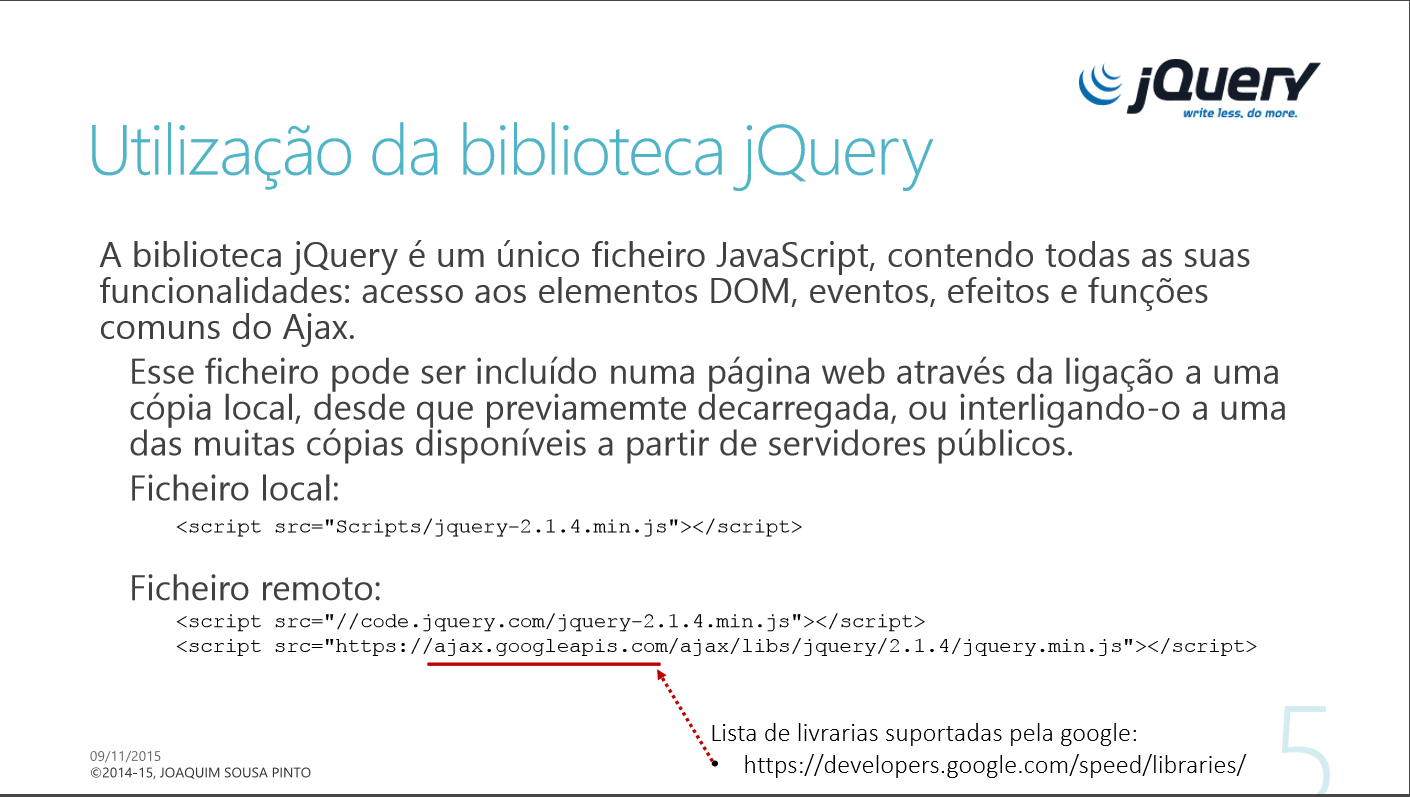 jQuery
write less, do more.
Utilização da biblioteca jQuery
A biblioteca jQuery é um único ficheiro JavaScript, contendo todas as suas
funcionalidades: acesso aos elementos DOM, eventos, efeitos e funções
comuns do Ajax.
Esse ficheiro pode ser incluído numa página web através da ligação a uma
cópia local, desde que previamemte decarregada, ou interligando-o a uma
das muitas cópias disponíveis a partir de servidores públicos.
Ficheiro local:
<script src="Scripts/jquery-2.1.4.min.js"></script>
Ficheiro remoto:
<script src="//code.jquery.com/jquery-2.1.4.min.js"></script>
<script src="https://ajax.googleapis.com/ajax/libs/jquery/2.1.4/jquery.min.js"></script>
Lista de livrarias suportadas pela google:
• https://developers.google.com/speed/libraries/
09/11/2015
©2014-15, JOAQUIM SOUSA PINTO
5